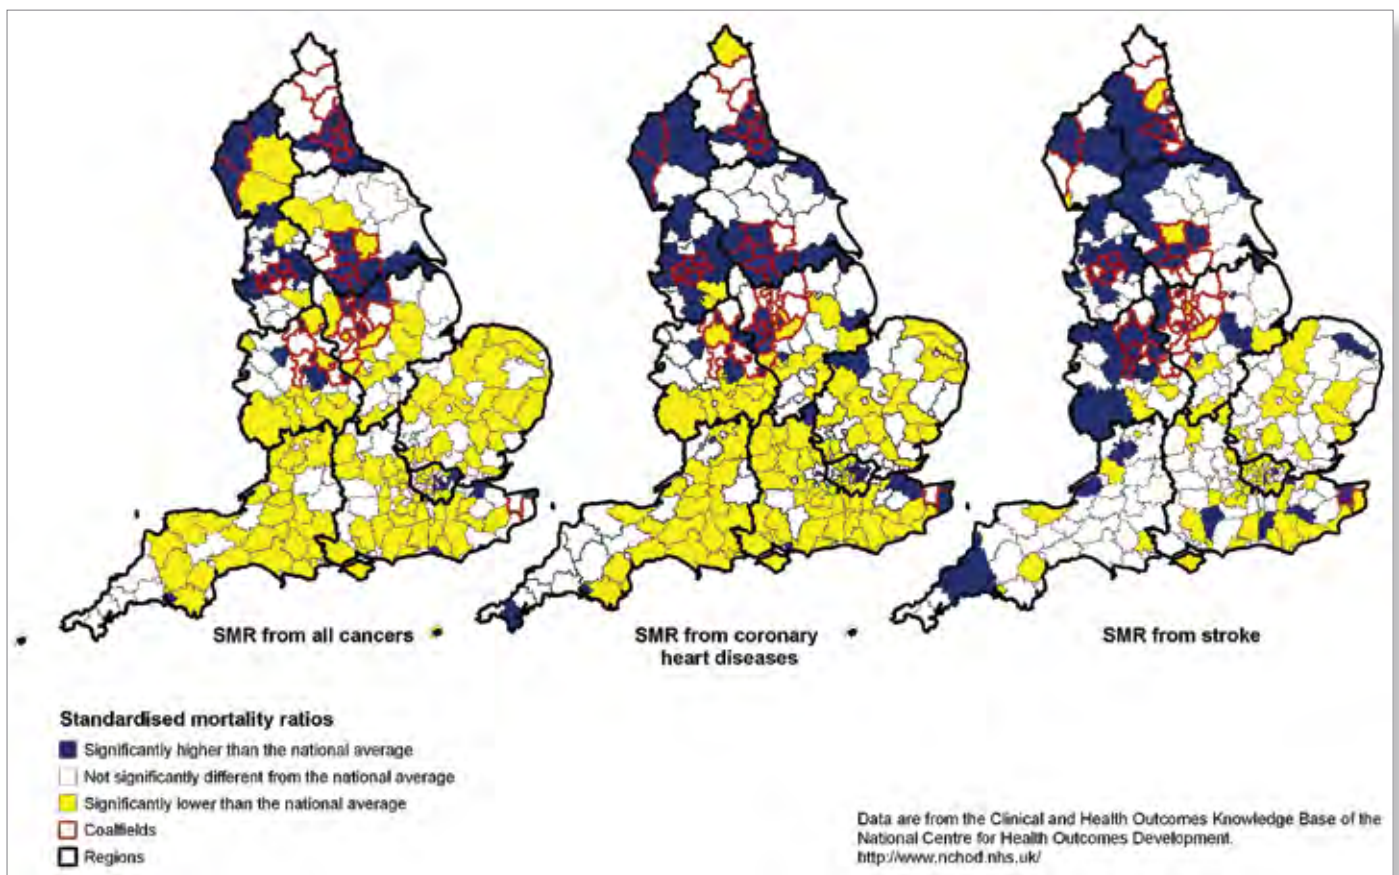 SMR from all cancers
SMR from coronary
heart diseases
SMR from stroke
Standardised mortality ratios
Significantly higher than the national average
Not significantly different from the national average
Significantly lower than the national average
Coalfields
Regions
Data are from the Clinical and Health Outcomes Knowledge Base of the
National Centre for Health Outcomes Development.
http://www.nchod.nhs.uk/